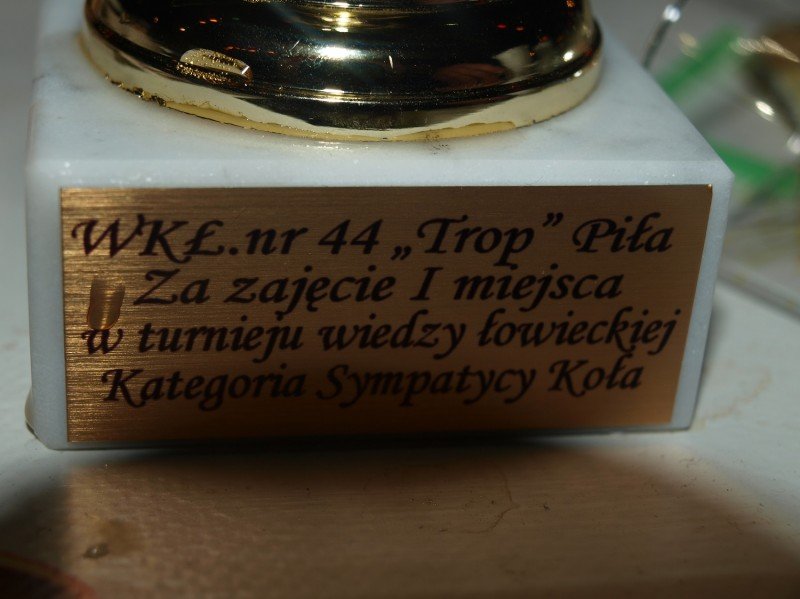 WKŁ.nr 44 „Trop” Piła
Za zajęcie I miejsca
w turnieju wiedzy łowieckiej
Kategoria Sympatycy Koła